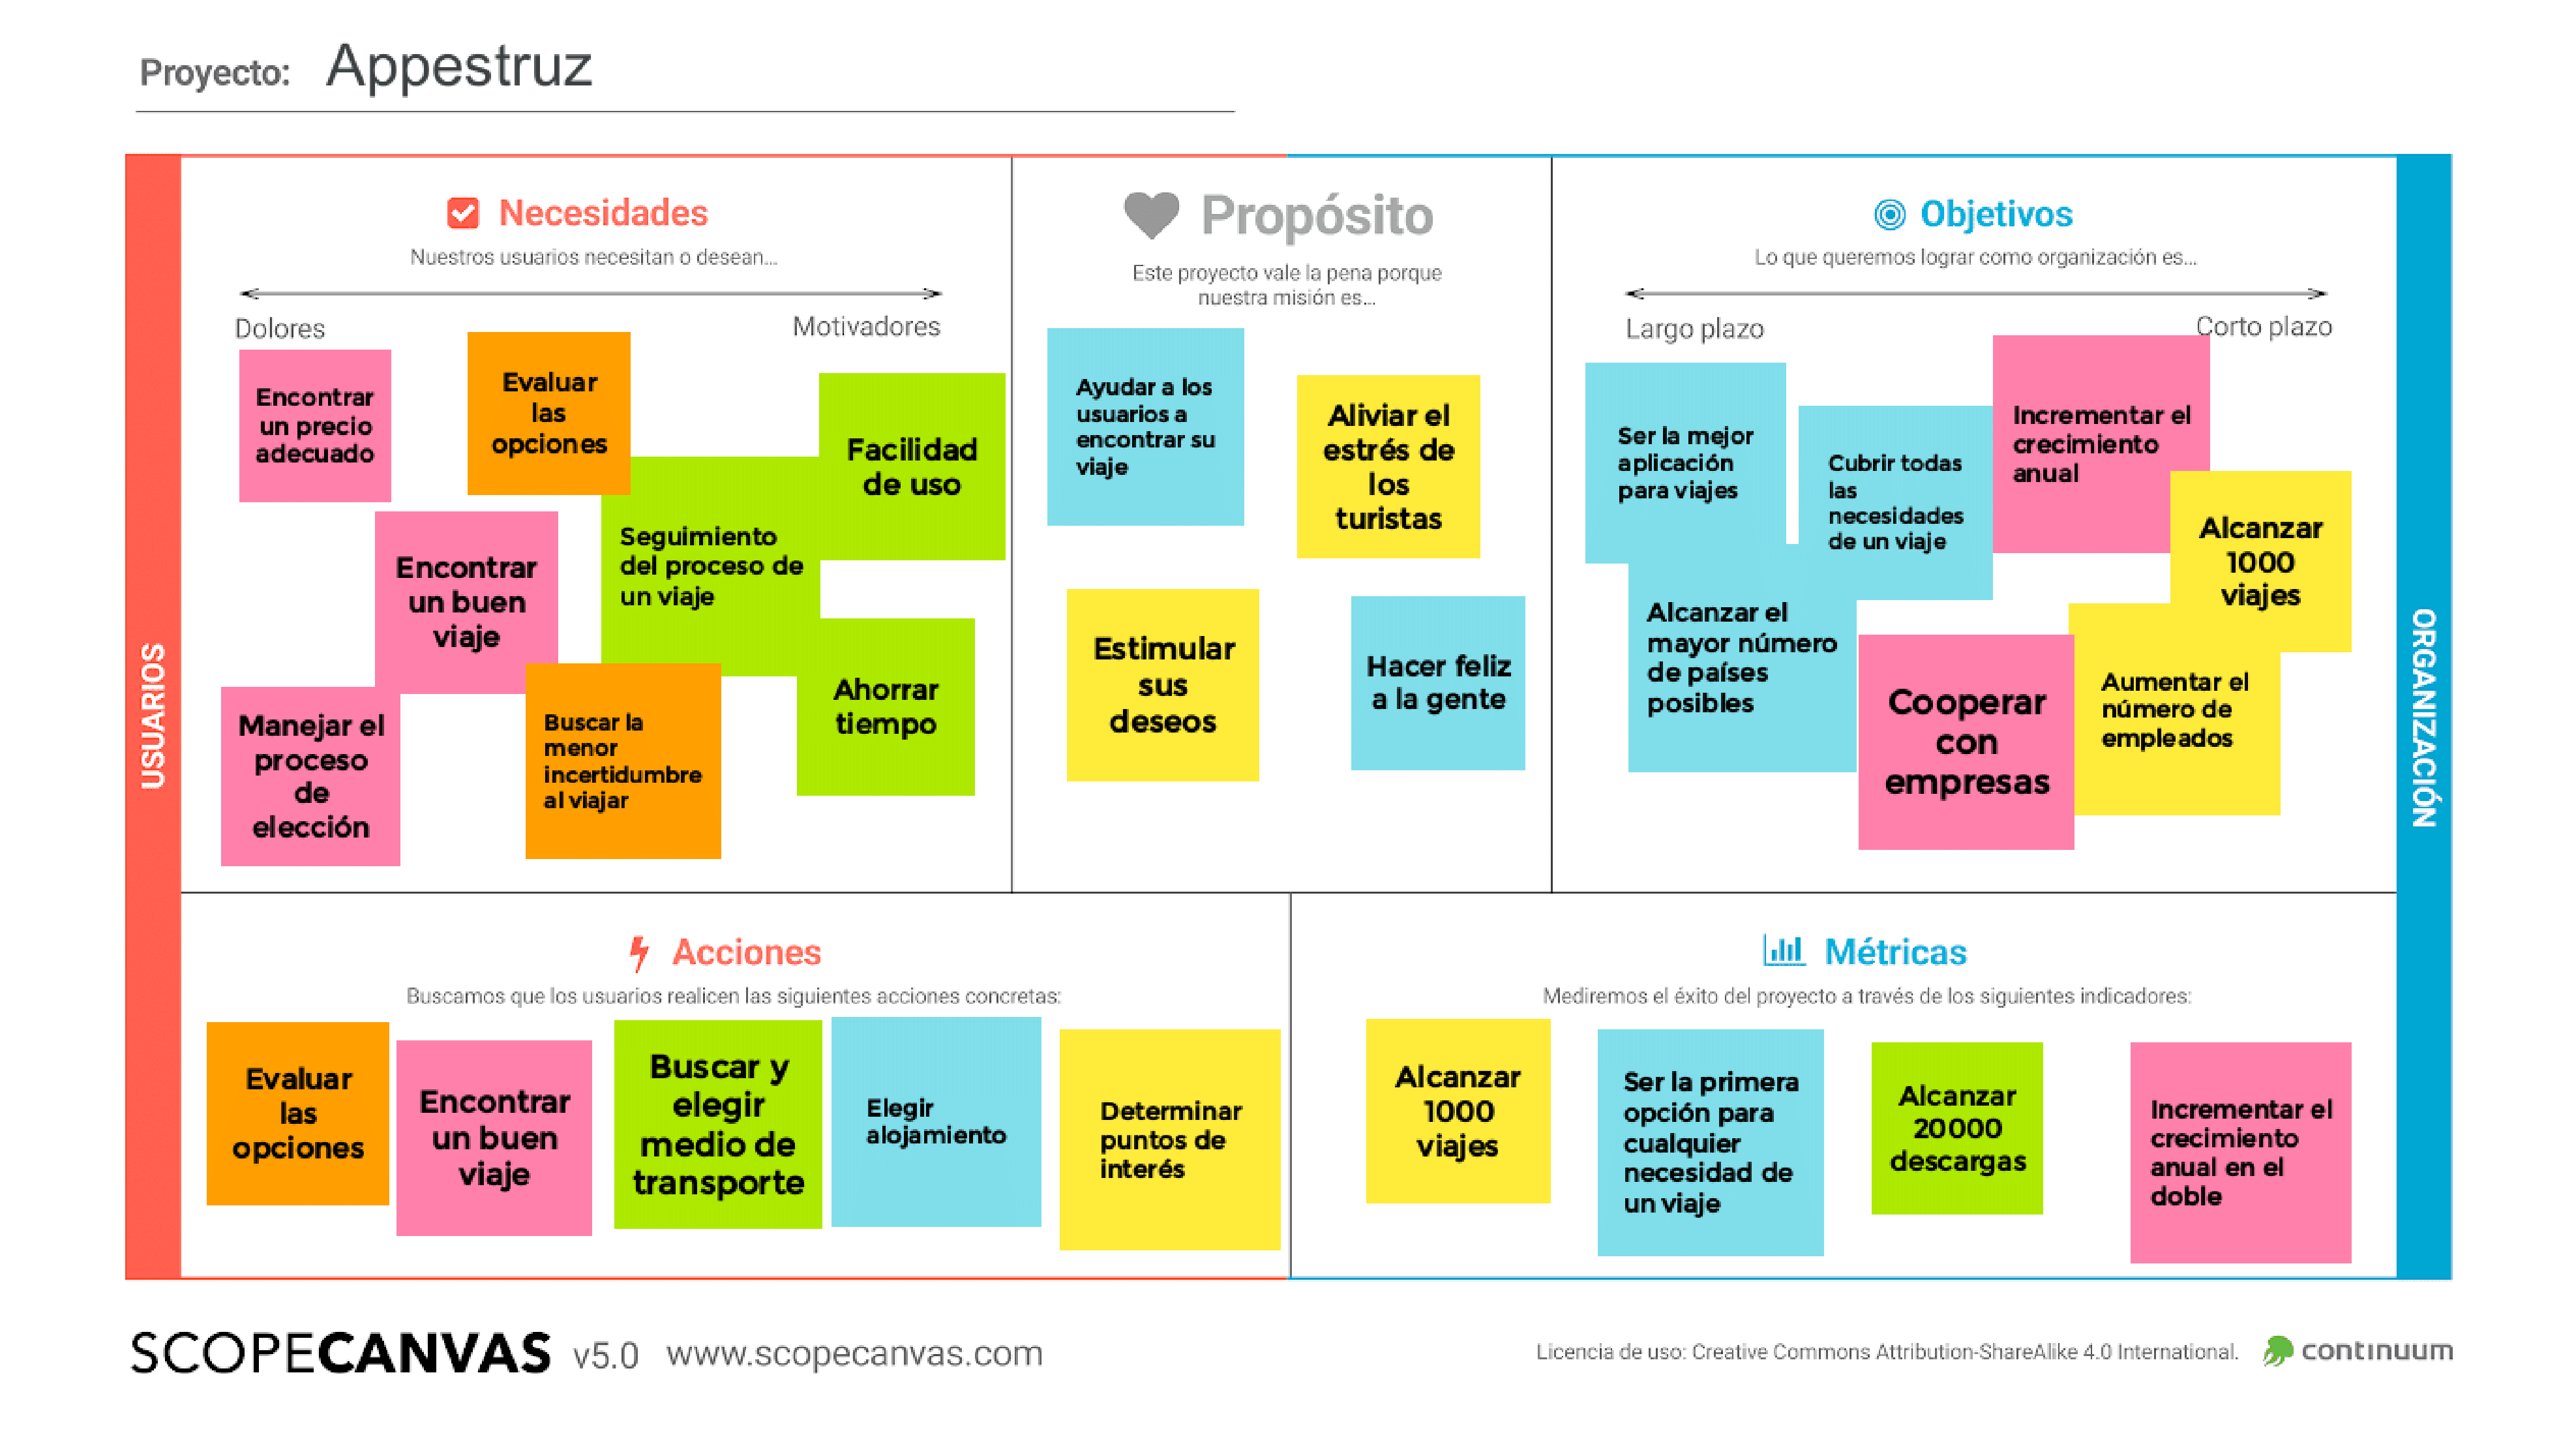 Proyecto: Appestruz
USUARIOS
Necesidades
Nuestros usuarios necesitan o desean...
Dolores
Motivadores
Encontrar
un precio
adecuado
Evaluar
las
opciones
Facilidad
de uso
Seguimiento
del proceso de
un viaje
Encontrar
un buen
viaje
Manejar el
proceso
de
elección
Buscar la
menor
incertidumbre
al viajar
Ahorrar
tiempo
Propósito
Este proyecto vale la pena porque
nuestra misión es...
Ayudar a los
usuarios a
encontrar su
viaje
Aliviar el
estrés de
los
turistas
Estimular
sus
deseos
Hacer feliz
a la gente
Objetivos
Lo que queremos lograr como organización es...
Largo plazo
Corto plazo
Ser la mejor
aplicación
para viajes
Cubrir todas
las
necesidades
de un viaje
Incrementar el
crecimiento
anual
Alcanzar
1000
viajes
Alcanzar el
mayor número
de países
posibles
Cooperar
con
empresas
Aumentar el
número de
empleados
ORGANIZACIÓN
Acciones
Buscamos que los usuarios realicen las siguientes acciones concretas:
Evaluar
las
opciones
Encontrar
un buen
viaje
Buscar y
elegir
medio de
transporte
Elegir
alojamiento
Determinar
puntos de
interés
Métricas
Mediremos el éxito del proyecto a través de los siguientes indicadores:
Alcanzar
1000
viajes
Ser la primera
opción para
cualquier
necesidad de
un viaje
Alcanzar
20000
descargas
Incrementar el
crecimiento
anual en el
doble
SCOPECANVAS v5.0 www.scopecanvas.com
Licencia de uso: Creative Commons Attribution-ShareAlike 4.0 International.
continuum